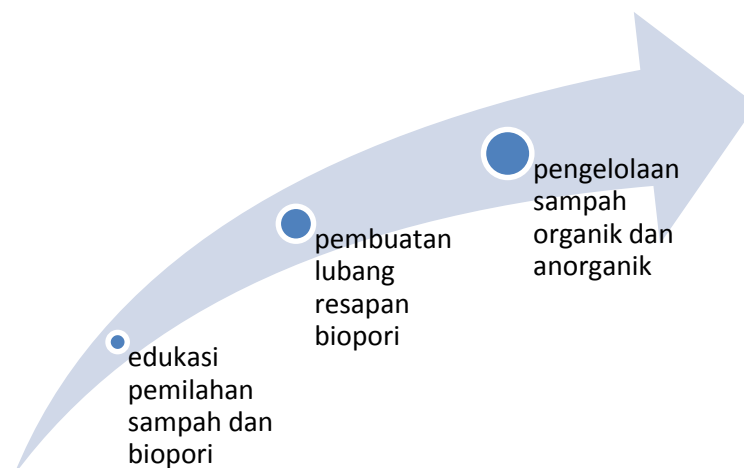 edukasi
pemilahan
sampah dan
biopori
pembuatan
lubang
resapan
biopori
pengelolaan
sampah
organik dan
anorganik